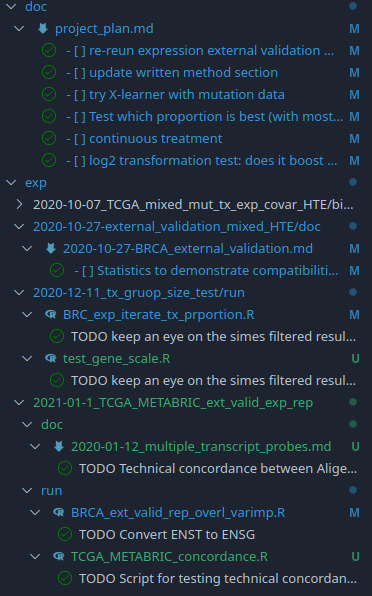 doc
project_plan.md M
- [ ] re-reun expression external validation ... M
- [ ] update written method section M
- [ ] try X-learner with mutation data M
- [ ] Test which proportion is best (with most... M
- [ ] continuous treatment M
- [ ] log2 transformation test: does it boost ... M
exp
2020-10-07_TCGA_mixed_mut_tx_exp_covar_HTE/bi...
2020-10-27-external_validation_mixed_HTE/doc
2020-10-27-BRCA_external_validation.md M
- [ ] Statistics to demonstrate compatibiliti... M
2020-12-11_tx_gruop_size_test/run
BRC_exp_iterate_tx_prportion.R M
TODO keep an eye on the simes filtered resul...
test_gene_scale.R U
TODO keep an eye on the simes filtered resul...
2021-01-1_TCGA_METABRIC_ext_valid_exp_rep
doc
2020-01-12_multiple_transcript_probes.md U
TODO Technical concordance between Alige...
run
BRCA_ext_valid_rep_overl_varimp.R M
TODO Convert ENST to ENSG
TCGA_METABRIC_concordance.R U
TODO Script for testing technical concordan...